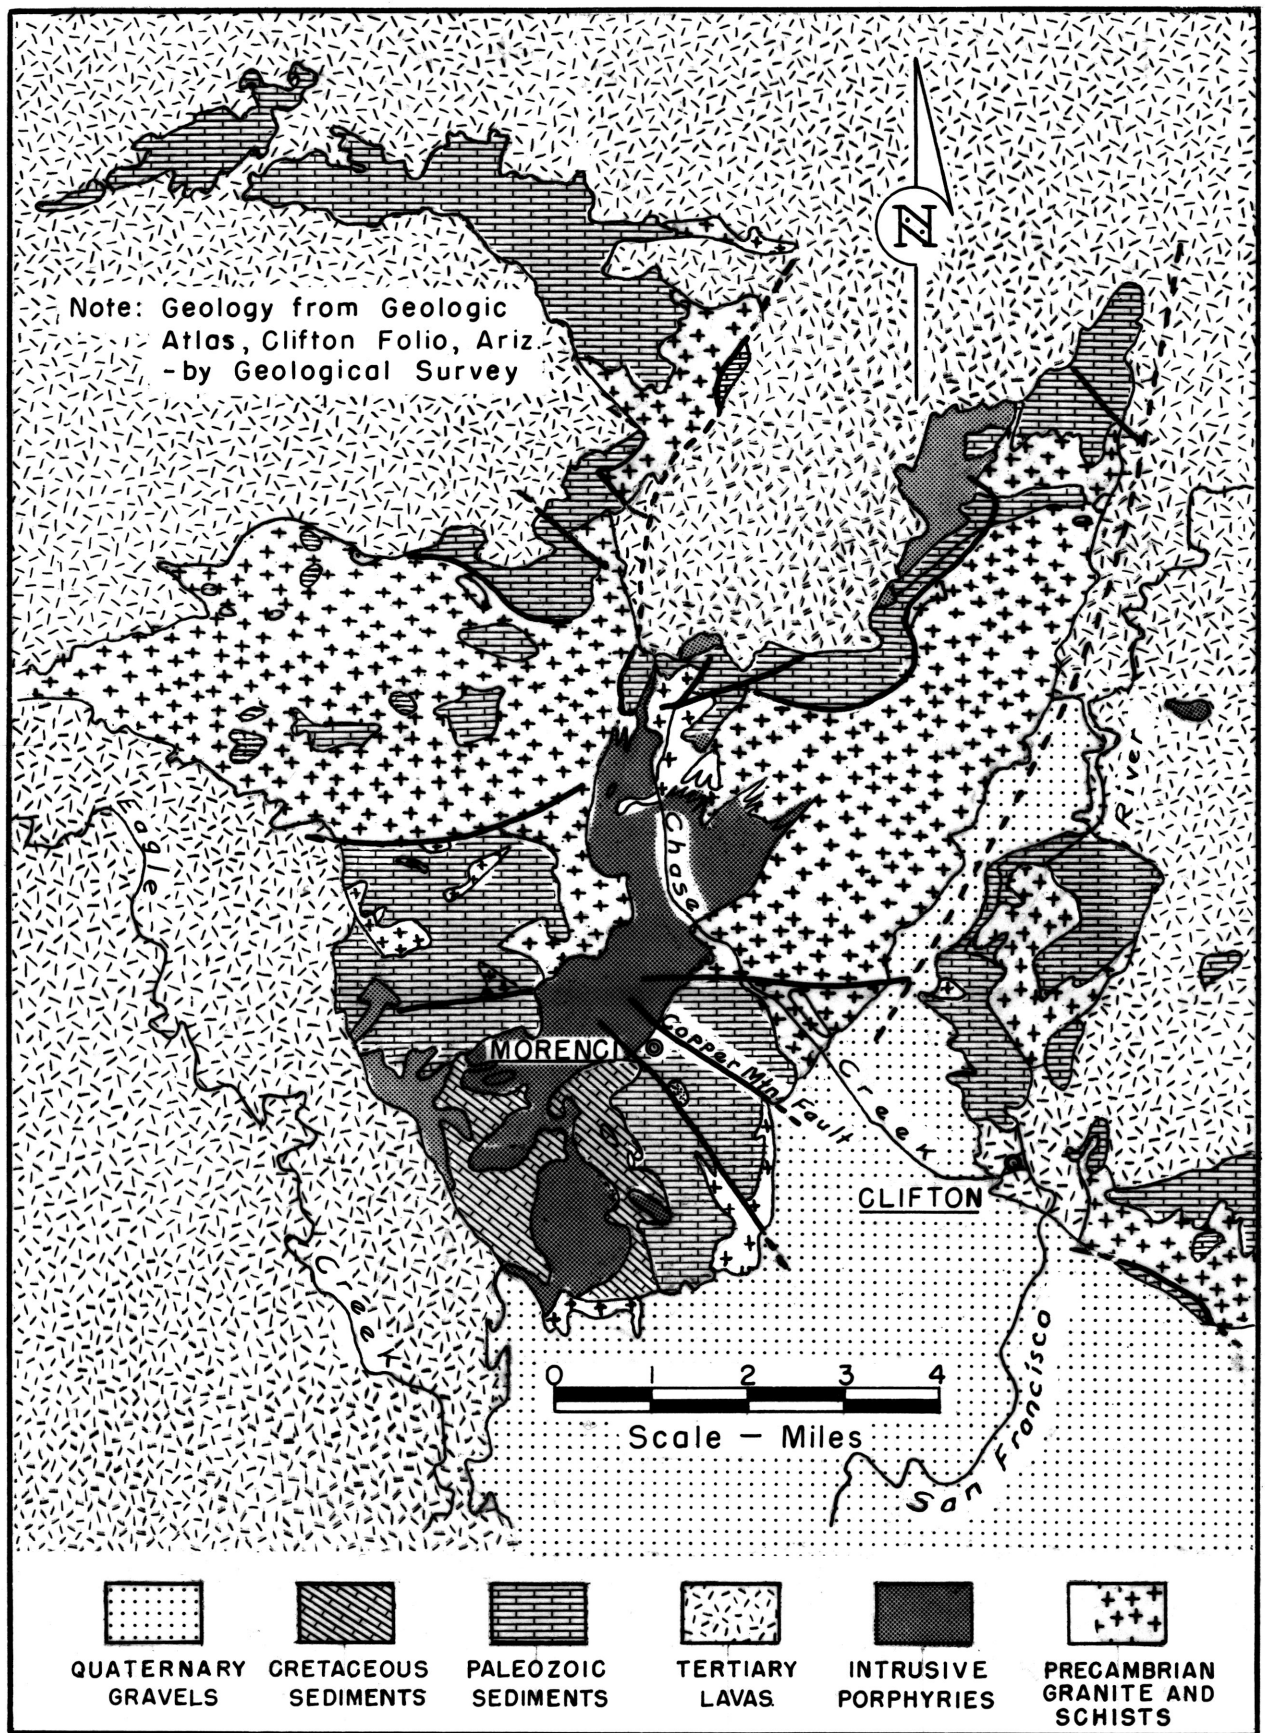 N
Note: Geology from Geologic
Atlas, Clifton Folio, Ariz.
- by Geological Survey
River
Eagle
Chase
MORENCI
Copper Mtn. Fault
Creek
CLIFTON
Creek
San Francisco
0 1 2 3 4
Scale – Miles
QUATERNARY
GRAVELS
CRETACEOUS
SEDIMENTS
PALEOZOIC
SEDIMENTS
TERTIARY
LAVAS.
INTRUSIVE
PORPHYRIES
PRECAMBRIAN
GRANITE AND
SCHISTS